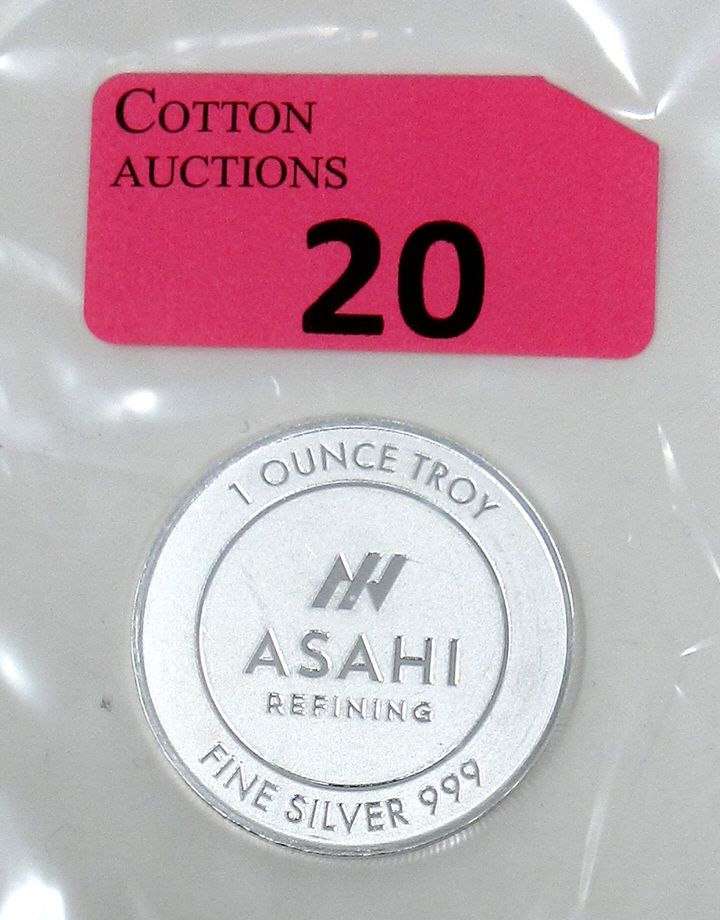 COTTON
AUCTIONS
20
1 OUNCE TROY
ASAHI
REFINING
FINE SILVER 999